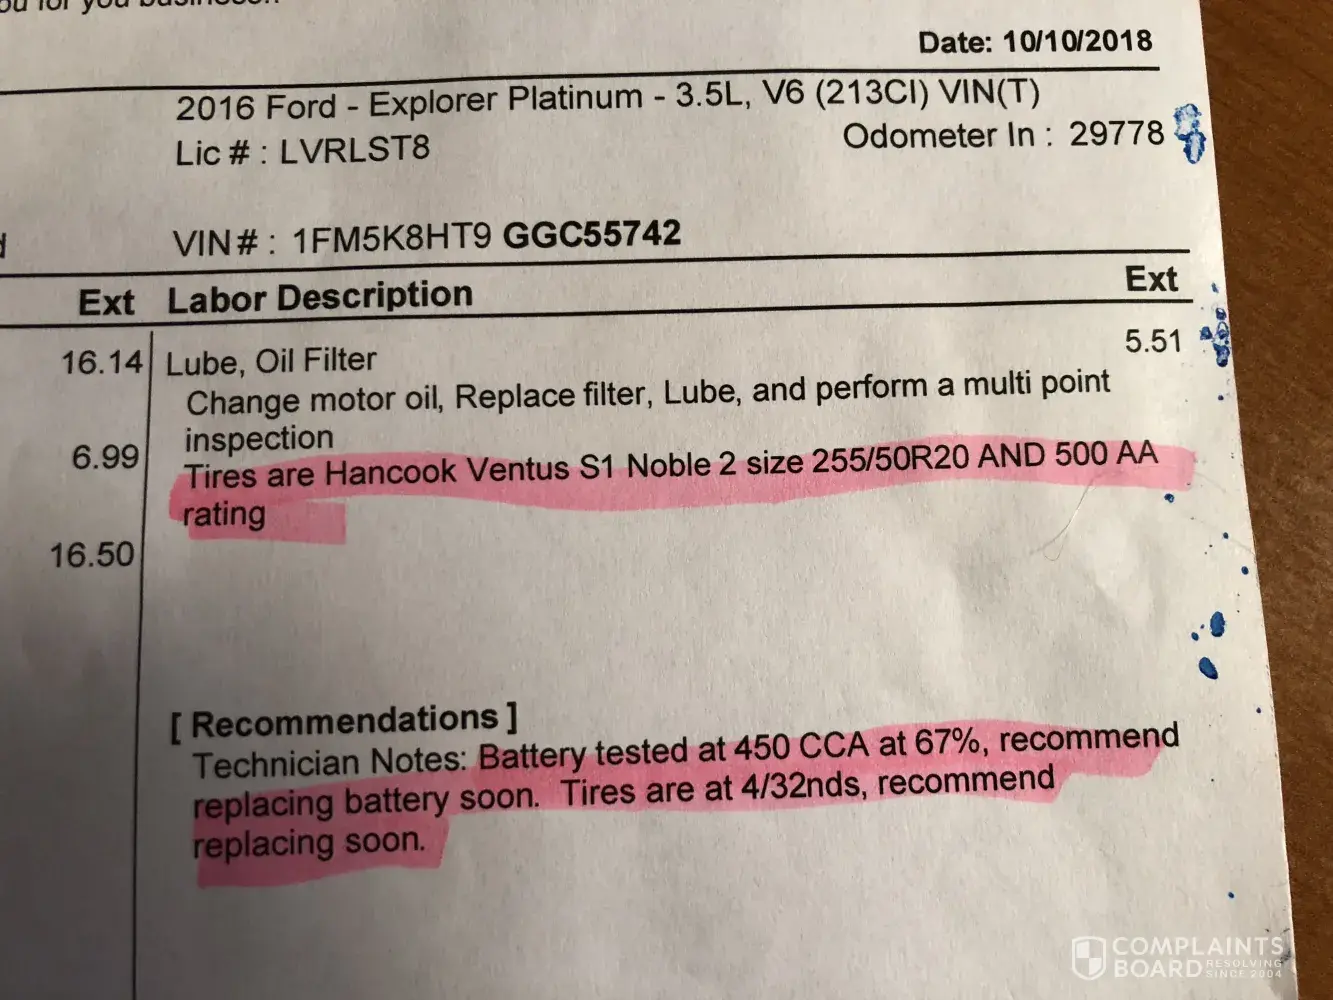 for you business!!
Date: 10/10/2018
2016 Ford - Explorer Platinum - 3.5L, V6 (213CI) VIN(T)
Lic # : LVRLST8 Odometer In : 29778
VIN# : 1FM5K8HT9 GGC55742
Ext Labor Description Ext
16.14 Lube, Oil Filter 5.51
Change motor oil, Replace filter, Lube, and perform a multi point
inspection
6.99 Tires are Hancook Ventus S1 Noble 2 size 255/50R20 AND 500 AA
rating
16.50
[ Recommendations ]
Technician Notes: Battery tested at 450 CCA at 67%, recommend
replacing battery soon. Tires are at 4/32nds, recommend
replacing soon.
COMPLAINTS
BOARD RESOLVING
SINCE 2004